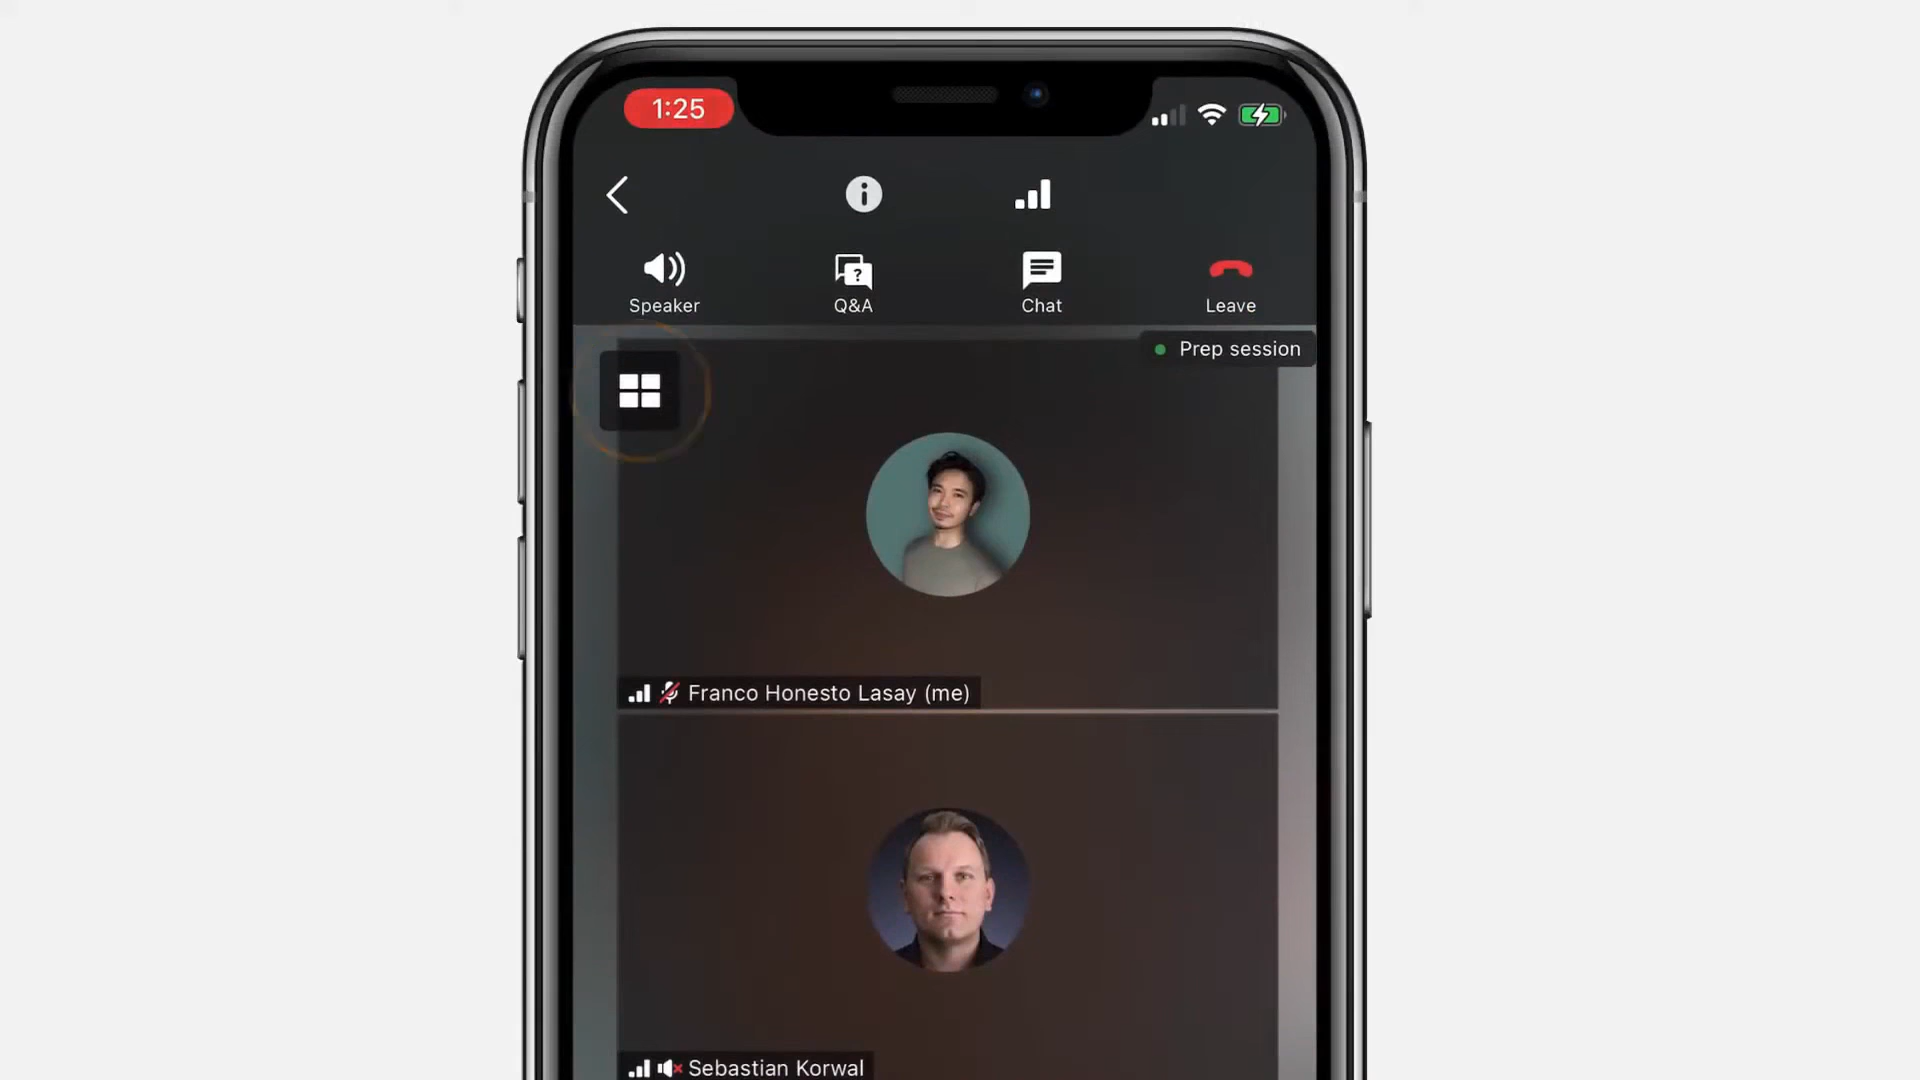 1:25
Speaker
Q&A
Chat
Leave
Prep session
Franco Honesto Lasay (me)
Sebastian Korwal